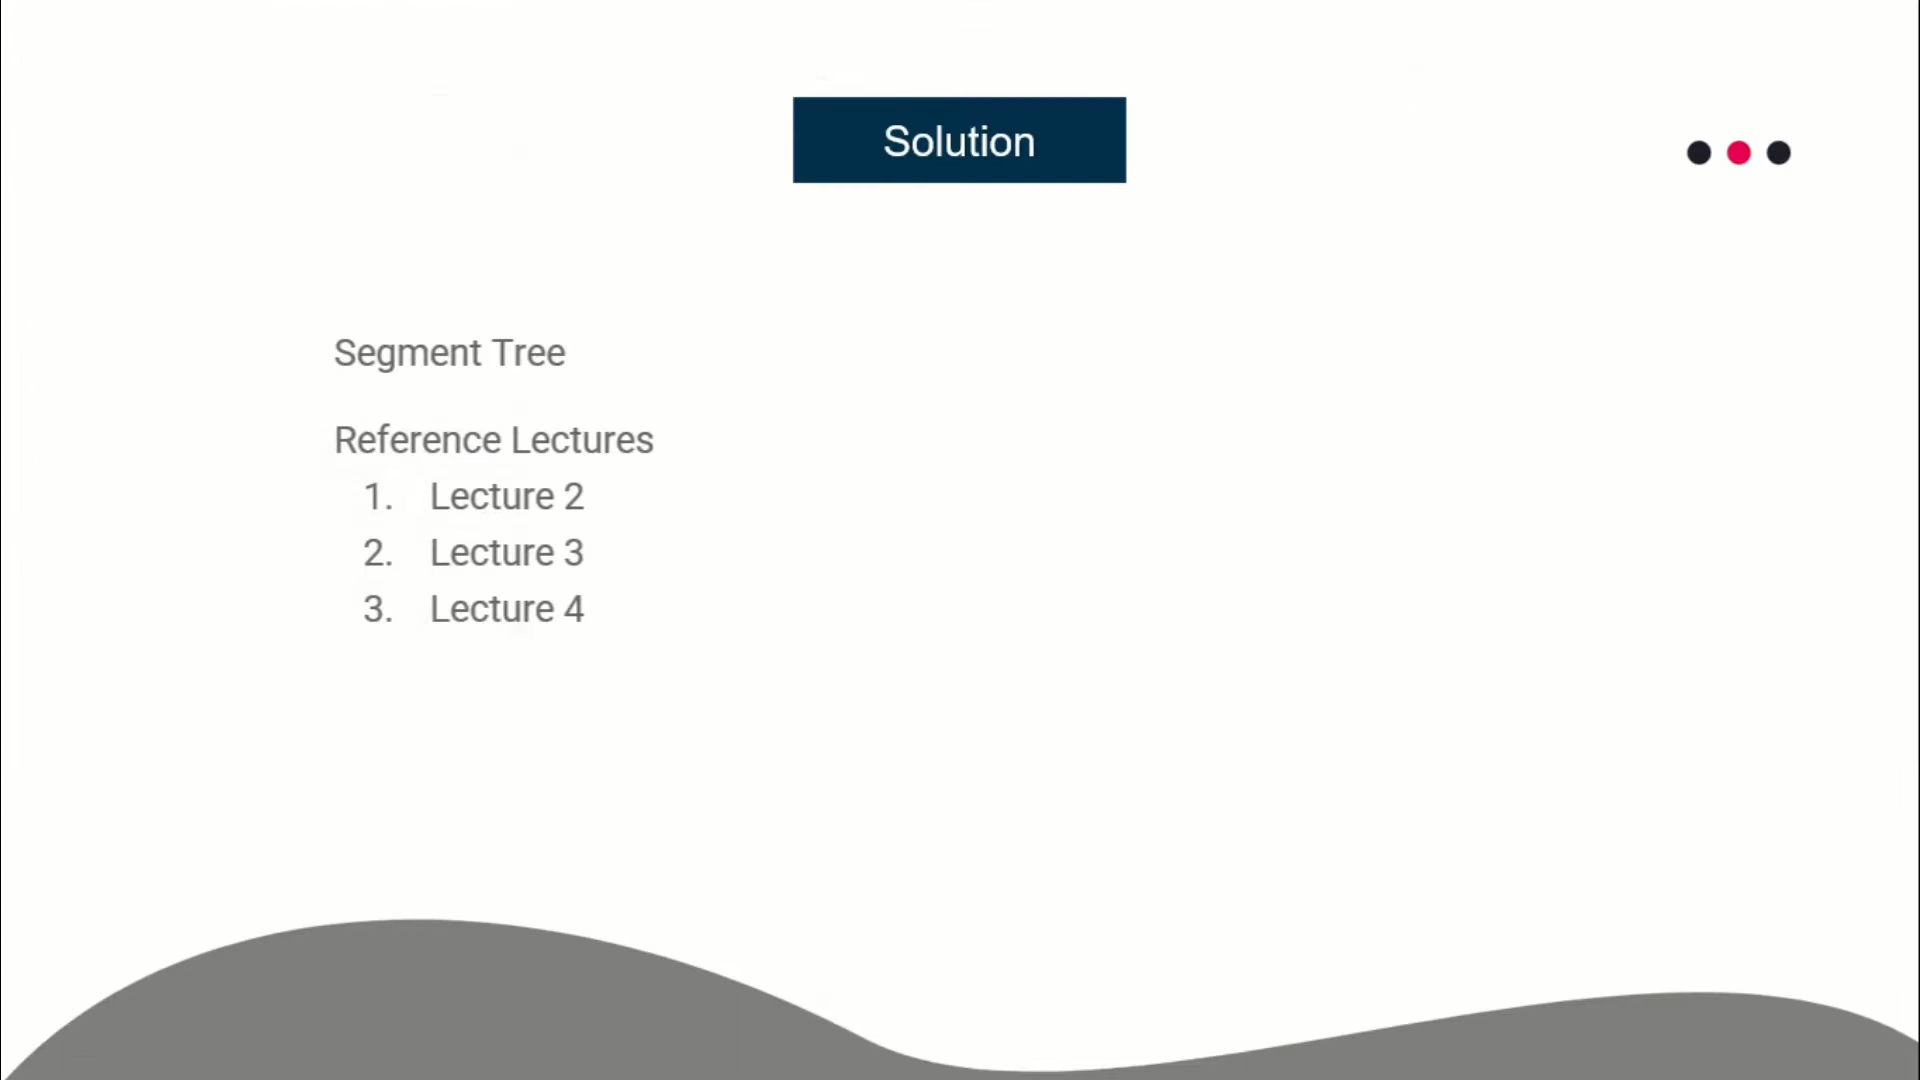 Solution
Segment Tree
Reference Lectures
1. Lecture 2
2. Lecture 3
3. Lecture 4